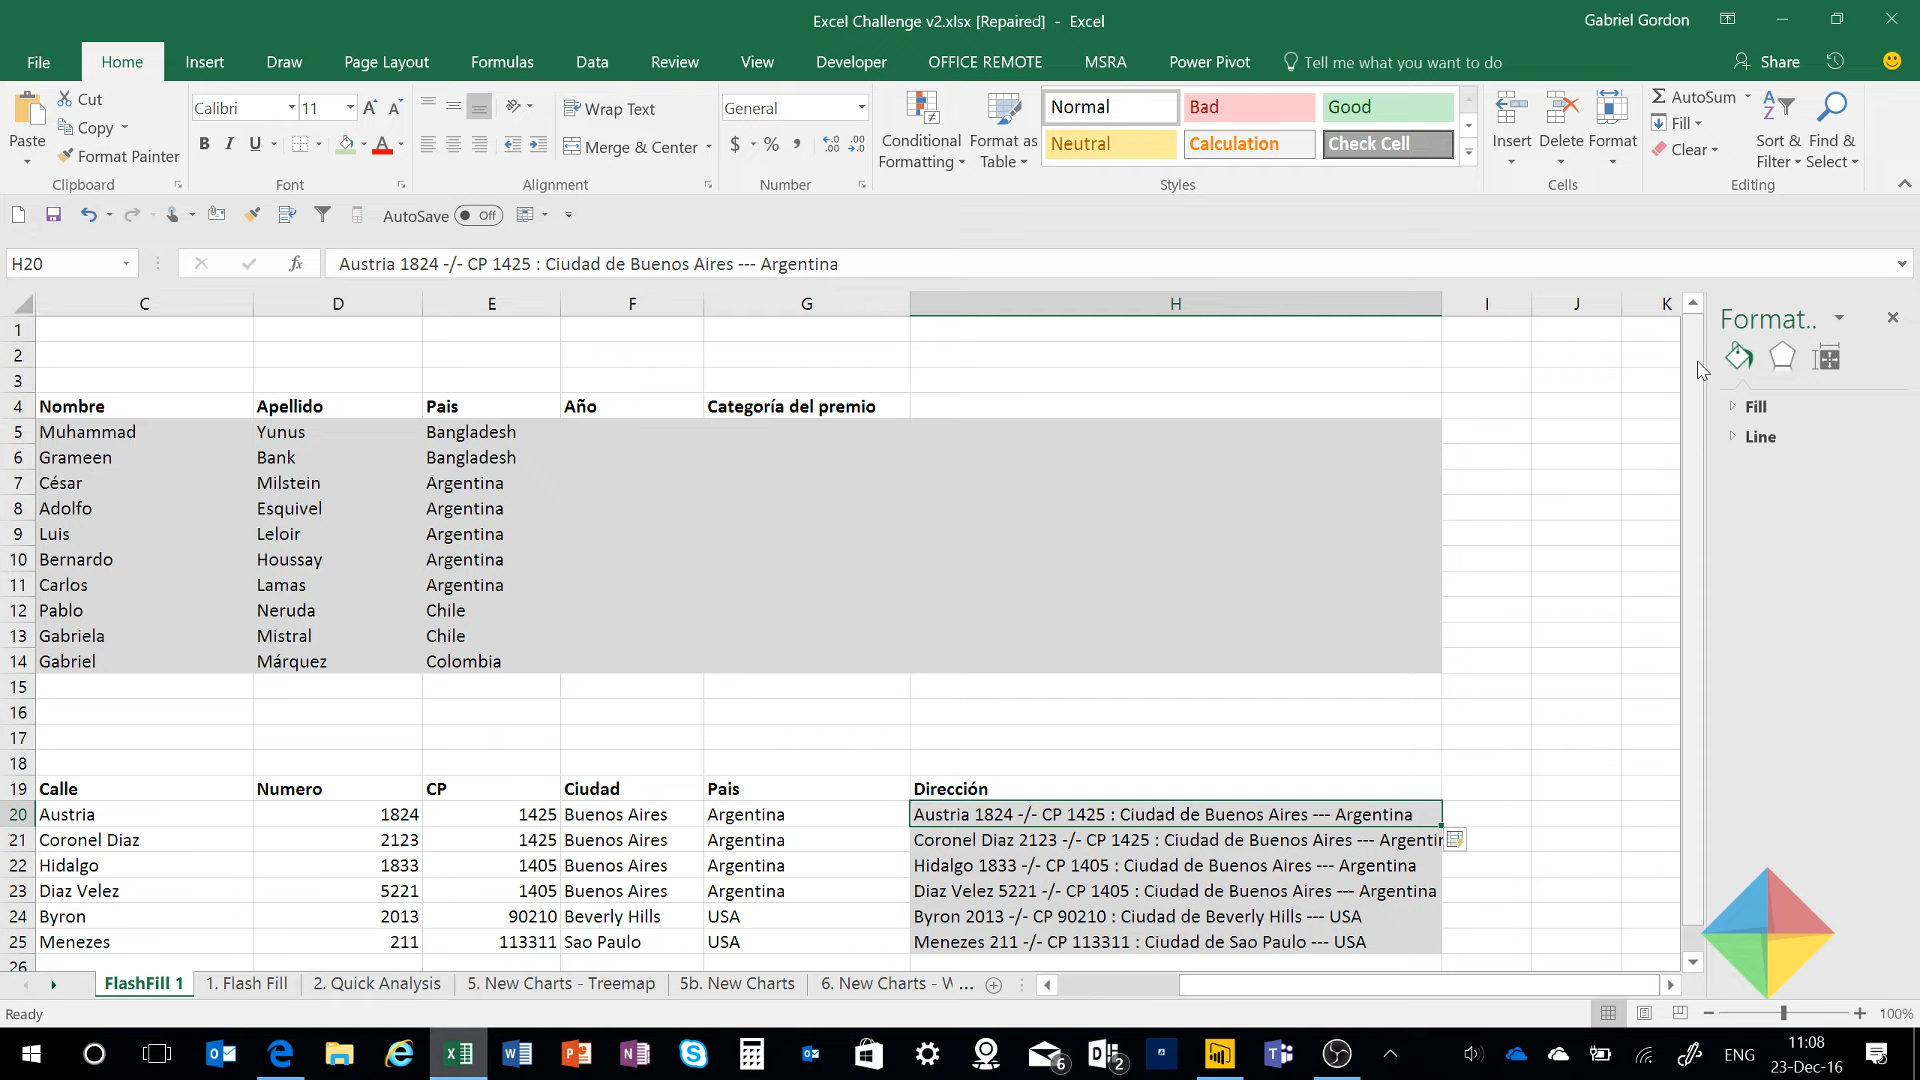 Excel Challenge v2.xlsx [Repaired] - Excel
Gabriel Gordon
File Home Insert Draw Page Layout Formulas Data Review View Developer OFFICE REMOTE MSRA Power Pivot Tell me what you want to do Share
Paste
Cut
Copy
Format Painter
Clipboard
Calibri 11
B I U
Font
Wrap Text
Merge & Center
Alignment
General
$ % ,
Number
Conditional Formatting
Format as Table
Normal Bad Good
Neutral Calculation Check Cell
Styles
Insert Delete Format
Cells
AutoSum
Fill
Clear
Sort & Filter
Find & Select
Editing
AutoSave Off
H20 fx Austria 1824 -/- CP 1425 : Ciudad de Buenos Aires --- Argentina
C D E F G H I J K
1
2
3
4 Nombre Apellido Pais Año Categoría del premio
5 Muhammad Yunus Bangladesh
6 Grameen Bank Bangladesh
7 César Milstein Argentina
8 Adolfo Esquivel Argentina
9 Luis Leloir Argentina
10 Bernardo Houssay Argentina
11 Carlos Lamas Argentina
12 Pablo Neruda Chile
13 Gabriela Mistral Chile
14 Gabriel Márquez Colombia
15
16
17
18
19 Calle Numero CP Ciudad Pais Dirección
20 Austria 1824 1425 Buenos Aires Argentina Austria 1824 -/- CP 1425 : Ciudad de Buenos Aires --- Argentina
21 Coronel Diaz 2123 1425 Buenos Aires Argentina Coronel Diaz 2123 -/- CP 1425 : Ciudad de Buenos Aires --- Argentin
22 Hidalgo 1833 1405 Buenos Aires Argentina Hidalgo 1833 -/- CP 1405 : Ciudad de Buenos Aires --- Argentina
23 Diaz Velez 5221 1405 Buenos Aires Argentina Diaz Velez 5221 -/- CP 1405 : Ciudad de Buenos Aires --- Argentina
24 Byron 2013 90210 Beverly Hills USA Byron 2013 -/- CP 90210 : Ciudad de Beverly Hills --- USA
25 Menezes 211 113311 Sao Paulo USA Menezes 211 -/- CP 113311 : Ciudad de Sao Paulo --- USA
26
Format..
Fill
Line
FlashFill 1 1. Flash Fill 2. Quick Analysis 5. New Charts - Treemap 5b. New Charts 6. New Charts - W ...
Ready
100%
6
2
ENG
11:08
23-Dec-16